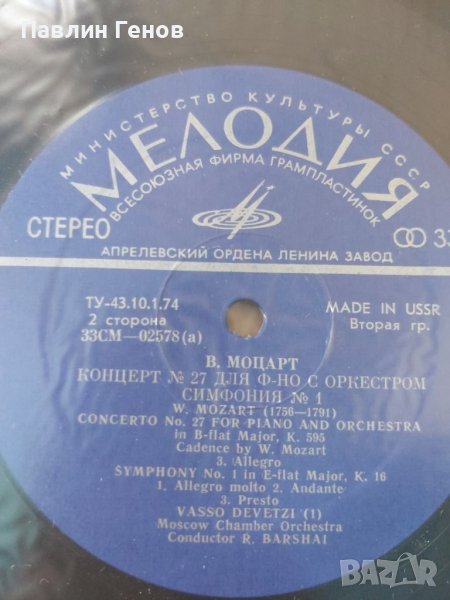 Павлин Генов
МИНИСТЕРСТВО КУЛЬТУРЫ СССР
МЕЛОДИЯ
ВСЕСОЮЗНАЯ ФИРМА ГРАМПЛАСТИНОК
СТЕРЕО
33
АПРЕЛЕВСКИЙ ОРДЕНА ЛЕНИНА ЗАВОД
ТУ-43.10.1.74
MADE IN USSR
2 сторона
Вторая гр.
33СМ—02578(а)
В. МОЦАРТ
КОНЦЕРТ № 27 ДЛЯ Ф-НО С ОРКЕСТРОМ
СИМФОНИЯ № 1
W. MOZART (1756—1791)
CONCERTO No. 27 FOR PIANO AND ORCHESTRA
in B-flat Major, K. 595
Cadence by W. Mozart
3. Allegro
SYMPHONY No. 1 in E-flat Major, K. 16
1. Allegro molto 2. Andante
3. Presto
VASSO DEVETZI (1)
Moscow Chamber Orchestra
Conductor R. BARSHAI
BAZAR